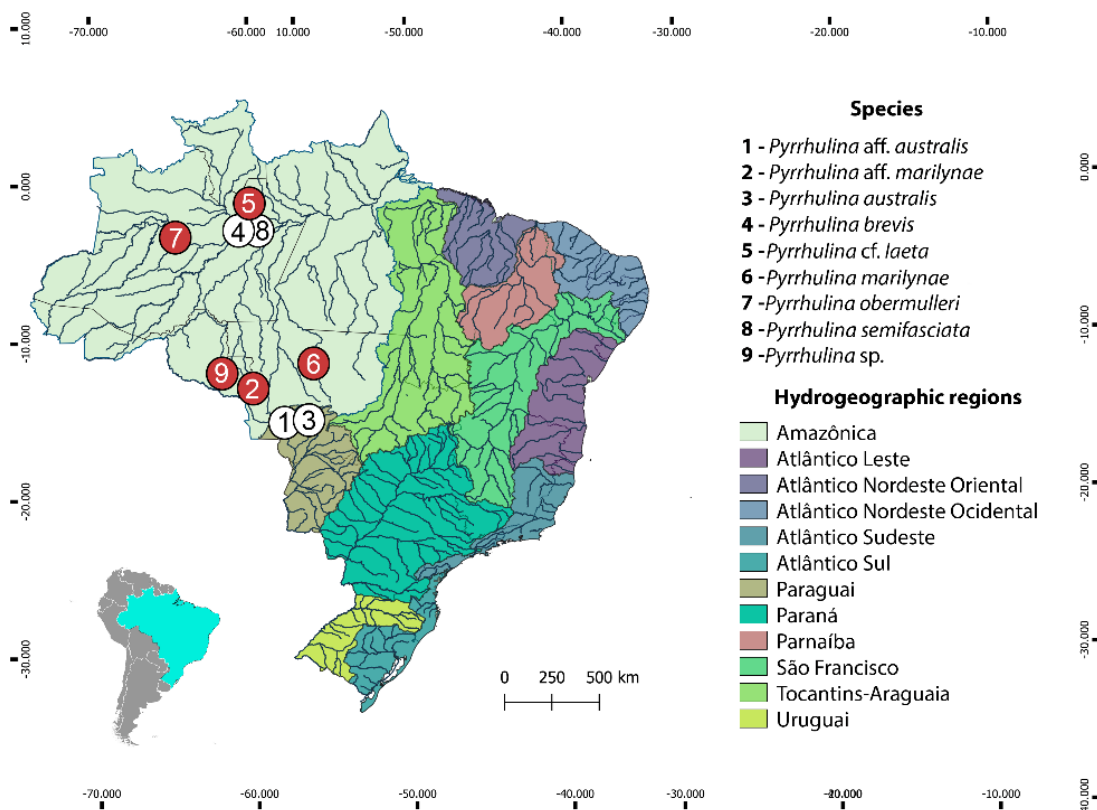 -70.000 -60.000 10.000 -50.000 -40.000 -30.000 -20.000 -10.000
10.000
0.000
-10.000
-20.000
-30.000
5
4
8
7
6
9
2
1
3
Species
1 - Pyrrhulina aff. australis
2 - Pyrrhulina aff. marilynae
3 - Pyrrhulina australis
4 - Pyrrhulina brevis
5 - Pyrrhulina cf. laeta
6 - Pyrrhulina marilynae
7 - Pyrrhulina obermulleri
8 - Pyrrhulina semifasciata
9 -Pyrrhulina sp.
Hydrogeographic regions
Amazônica
Atlântico Leste
Atlântico Nordeste Oriental
Atlântico Nordeste Ocidental
Atlântico Sudeste
Atlântico Sul
Paraguai
Paraná
Parnaíba
São Francisco
Tocantins-Araguaia
Uruguai
0 250 500 km
0.000
-10.000
-20.000
-30.000
-70.000 -60.000 -50.000 -40.000 -30.000 -10.000